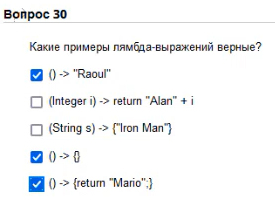 Вопрос 30
Какие примеры лямбда-выражений верные?
() -> "Raoul"
(Integer i) -> return "Alan" + i
(String s) -> {"Iron Man"}
() -> {}
() -> {return "Mario";}